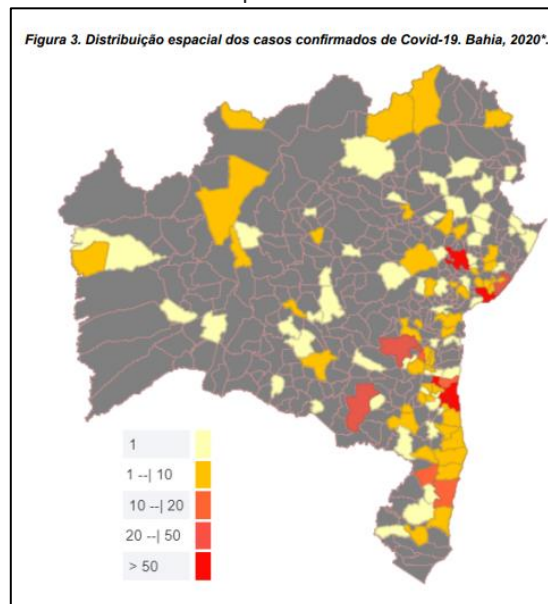 Figura 3. Distribuição espacial dos casos confirmados de Covid-19. Bahia, 2020*.
1
1 --| 10
10 --| 20
20 --| 50
> 50